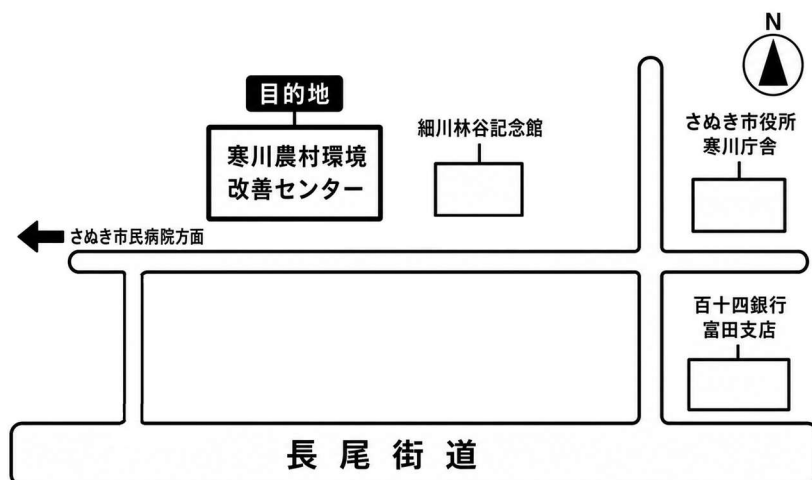 N
目的地
寒川農村環境
改善センター
細川林谷記念館
さぬき市役所
寒川庁舎
さぬき市民病院方面
百十四銀行
富田支店
長尾街道